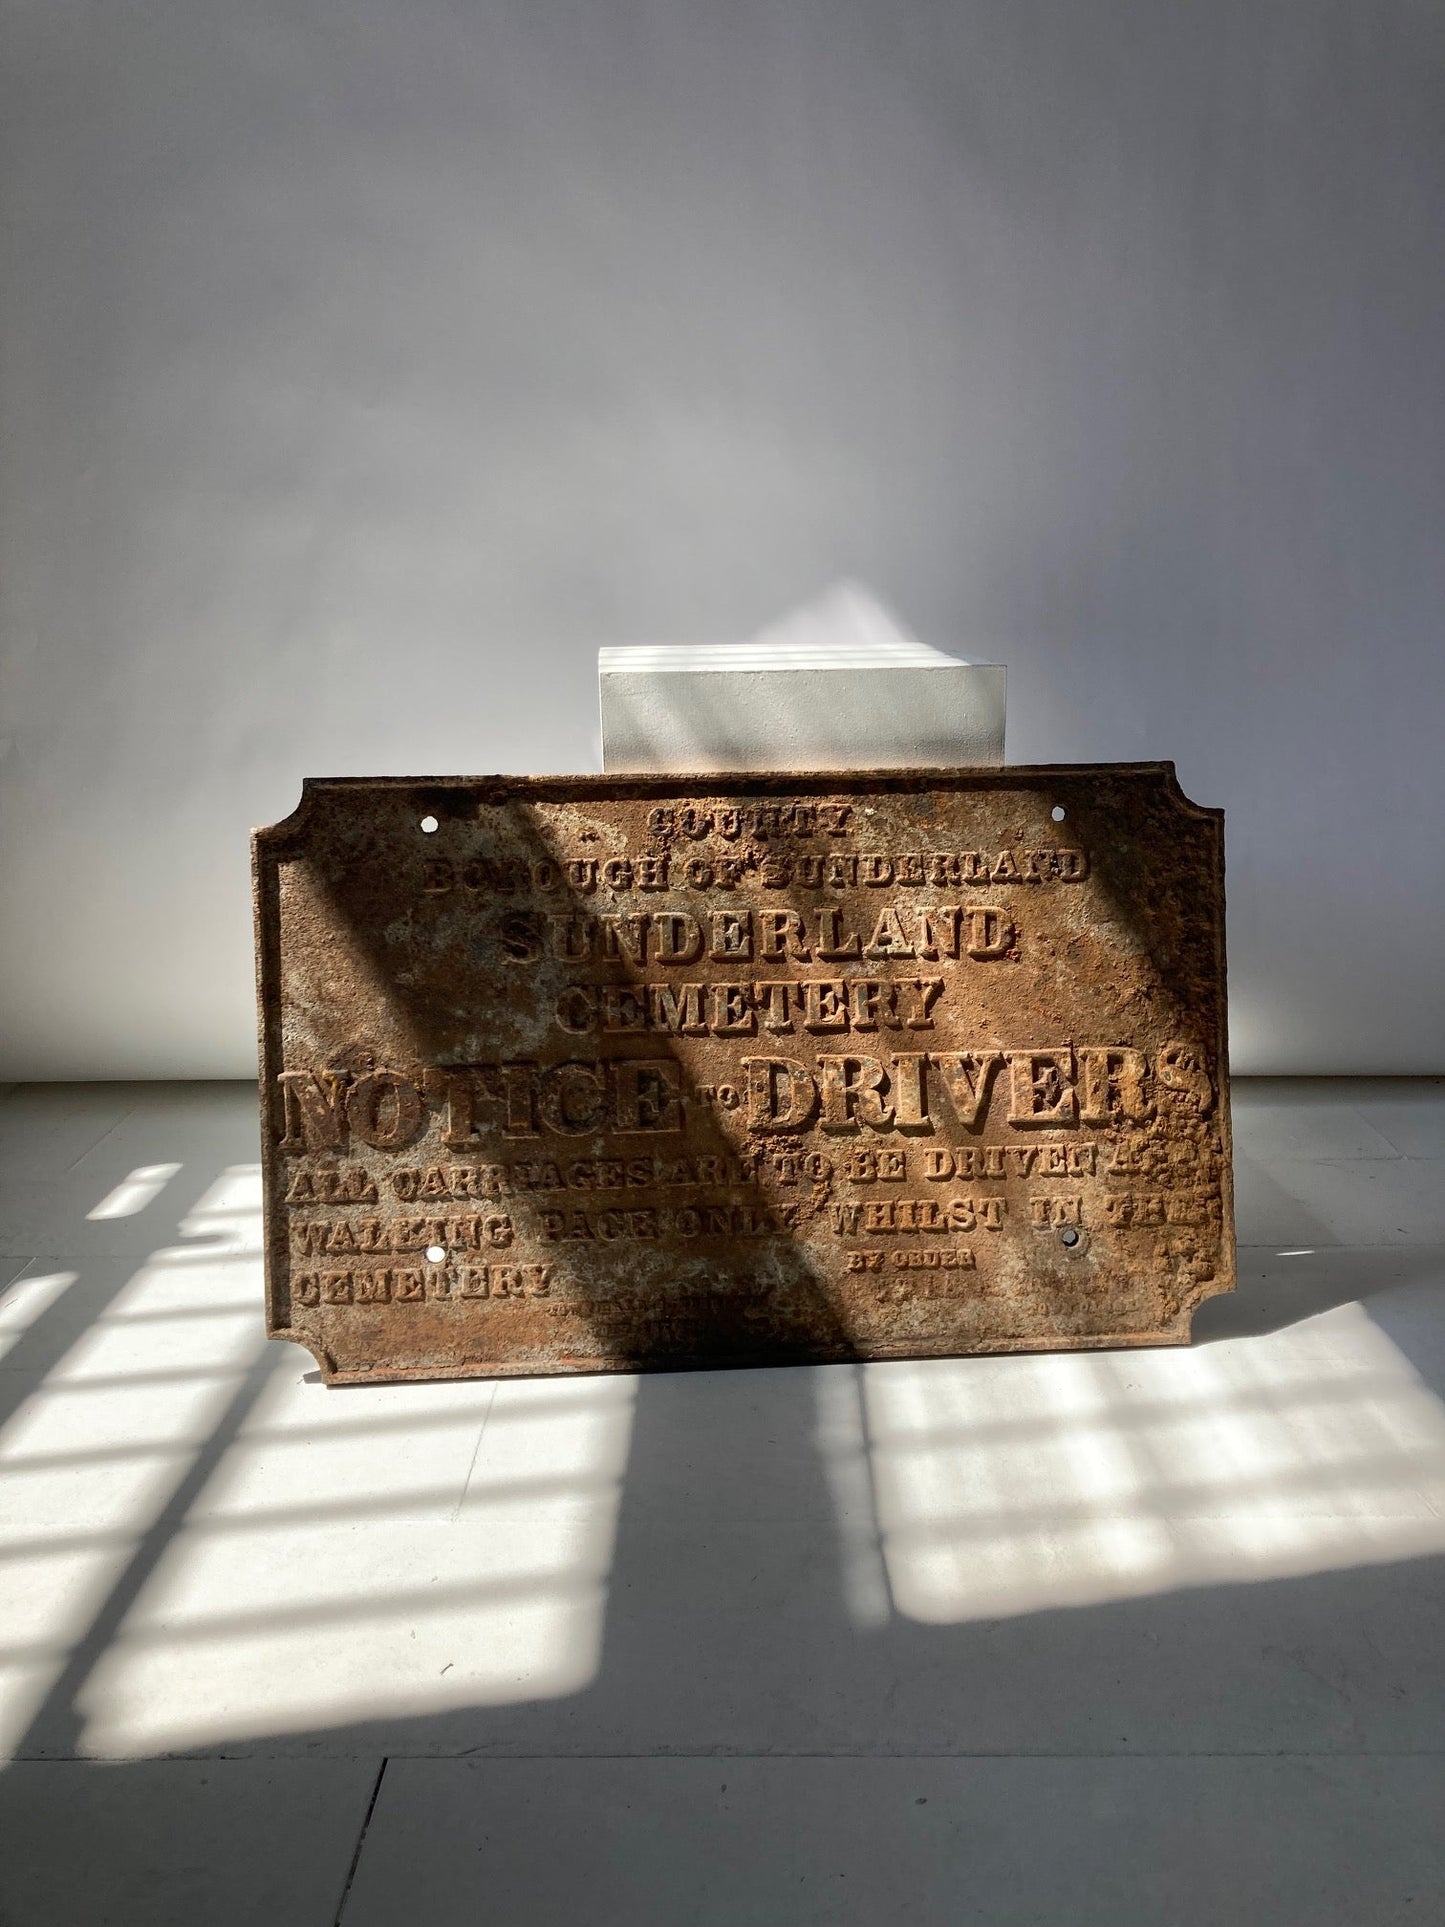 COUNTY
BOROUGH OF SUNDERLAND
SUNDERLAND
CEMETERY
NOTICE TO DRIVERS
ALL CARRIAGES ARE TO BE DRIVEN AT
WALKING PACE ONLY WHILST IN THE
CEMETERY
BY ORDER